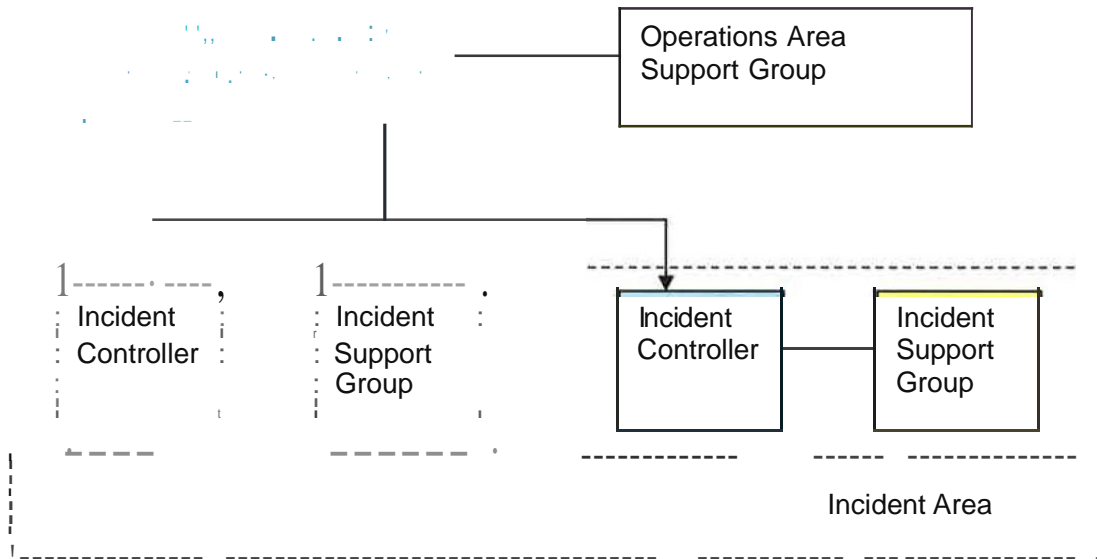 Operations Area
Support Group
Incident
Controller
Incident
Support
Group
Incident
Controller
Incident
Support
Group
Incident Area